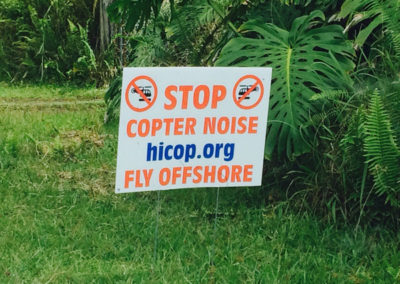 STOP
COPTER NOISE
hicop.org
FLY OFFSHORE